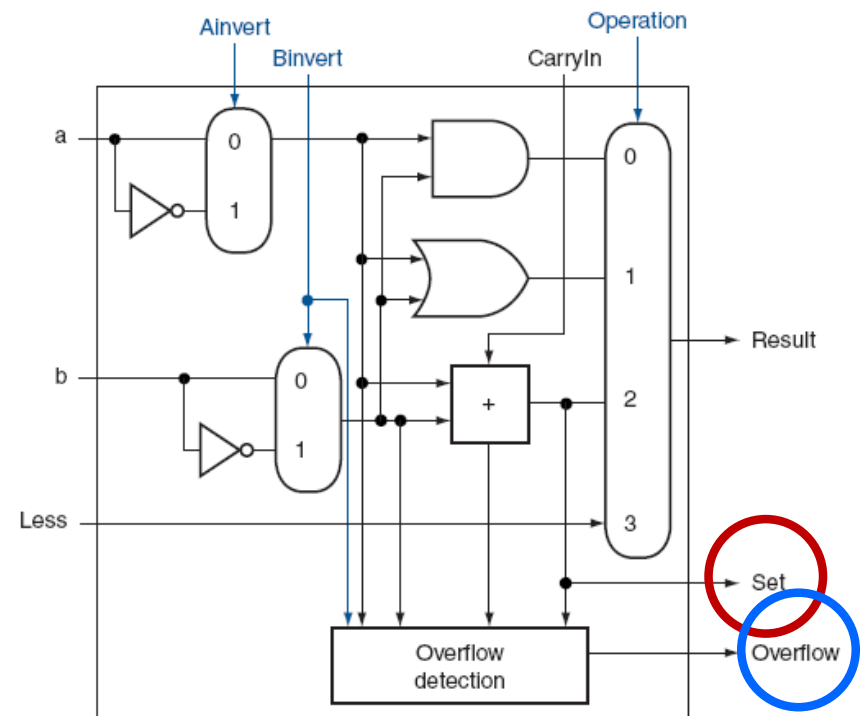 Operation
Ainvert
Binvert
CarryIn
a
0
0
1
1
Result
b
0
+
2
1
Less
3
Set
Overflow
detection
Overflow